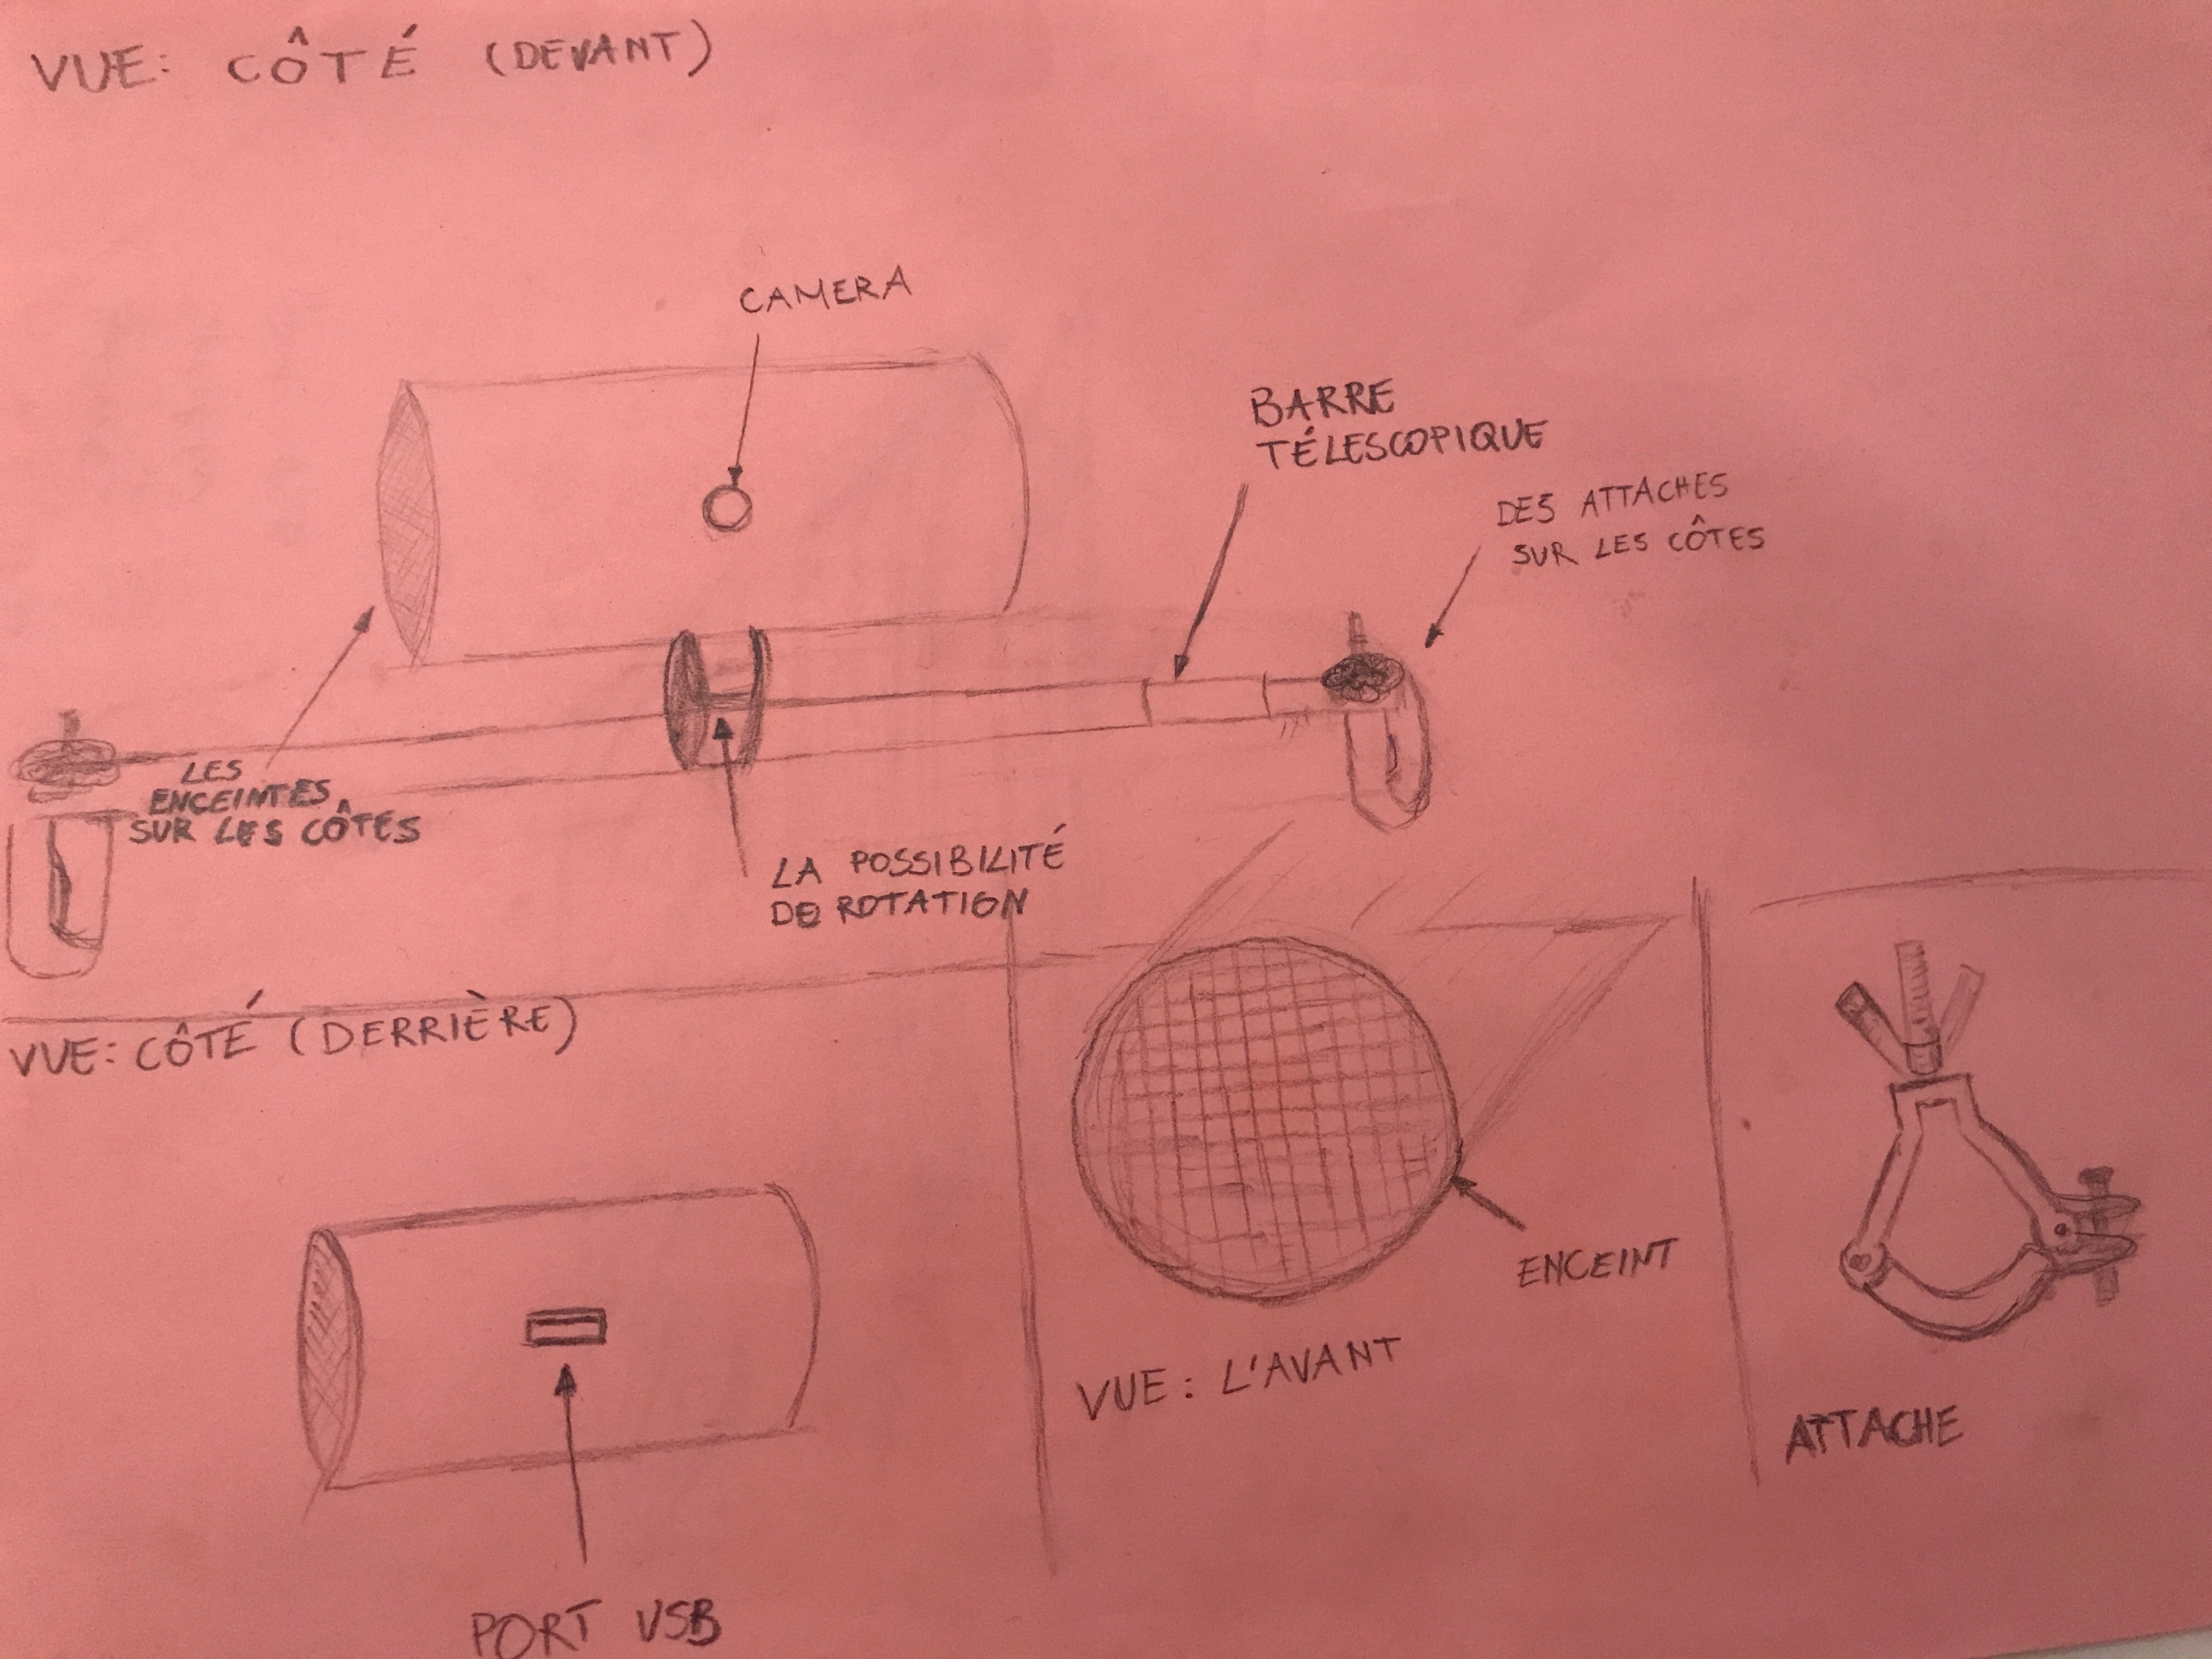 VUE: CÔTÉ (DEVANT)
CAMERA
BARRE
TÉLESCOPIQUE
DES ATTACHES
SUR LES CÔTES
LES
ENCEINTES
SUR LES CÔTES
LA POSSIBILITÉ
DE ROTATION
VUE: CÔTÉ (DERRIÈRE)
PORT USB
ENCEINT
VUE: L'AVANT
ATTACHE